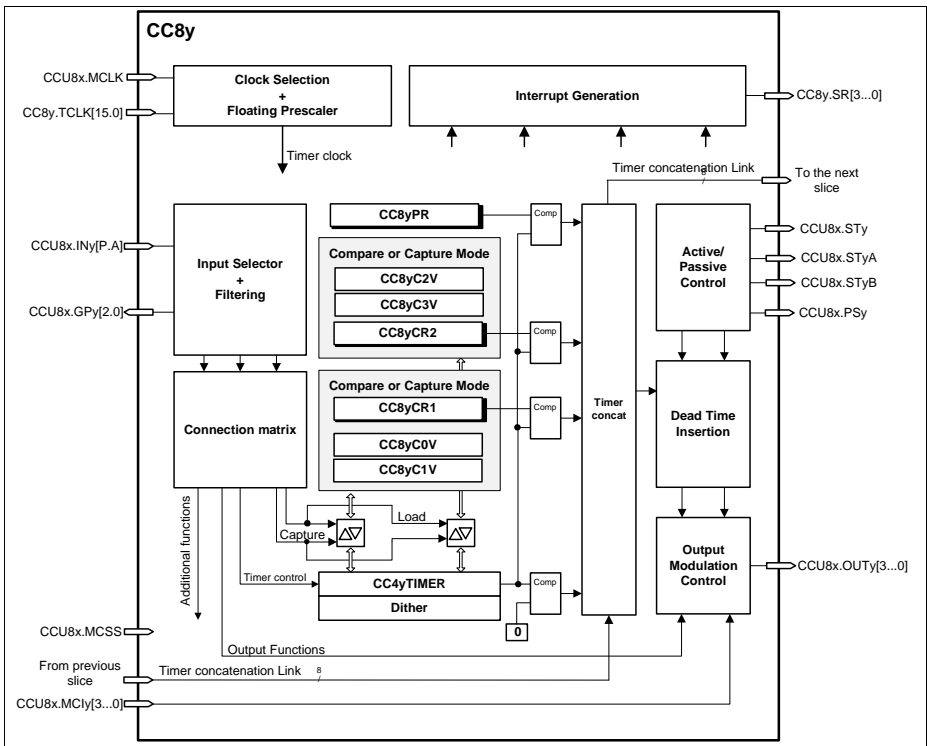 CC8y
CCU8x.MCLK
CC8y.TCLK[15.0]
Clock Selection
+
Floating Prescaler
Interrupt Generation
CC8y.SR[3...0]
Timer clock
Timer concatenation Link
8
To the next
slice
CCU8x.INy[P.A]
CCU8x.GPy[2.0]
Input Selector
+
Filtering
CC8yPR
Comp
Compare or Capture Mode
CC8yC2V
CC8yC3V
CC8yCR2
Comp
Active/
Passive
Control
CCU8x.STy
CCU8x.STyA
CCU8x.STyB
CCU8x.PSy
Connection matrix
Compare or Capture Mode
CC8yCR1
CC8yC0V
CC8yC1V
Comp
Timer
concat
Dead Time
Insertion
Additional functions
Capture
Load
Timer control
CC4yTIMER
Dither
Comp
0
Output
Modulation
Control
CCU8x.OUTy[3...0]
CCU8x.MCSS
Output Functions
From previous
slice
Timer concatenation Link
8
CCU8x.MCIy[3...0]